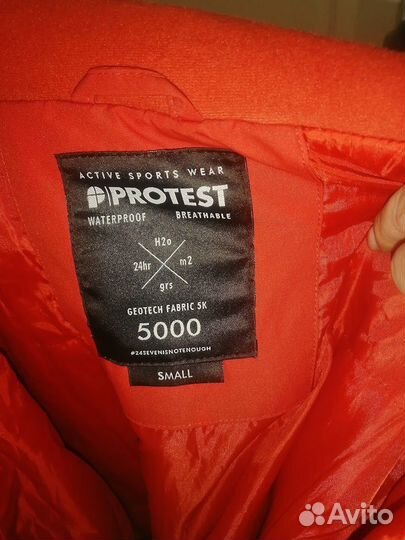 ACTIVE SPORTS WEAR
PROTEST
WATERPROOF BREATHABLE
H2o
24hr m2
grs
GEOTECH FABRIC 5K
5000
#24SEVENISNOTENOUGH
SMALL
Avito